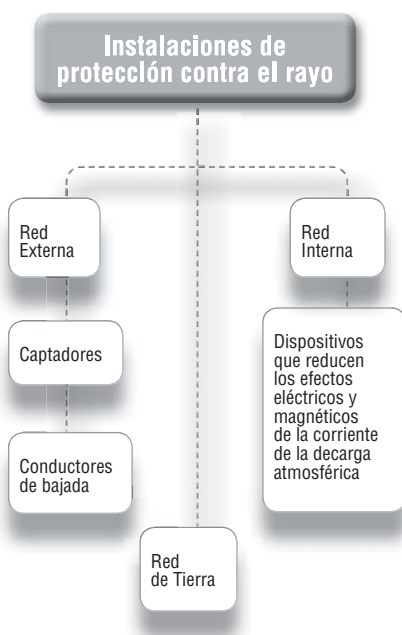 Instalaciones de
protección contra el rayo
Red
Externa
Captadores
Conductores
de bajada
Red
de Tierra
Red
Interna
Dispositivos
que reducen
los efectos
eléctricos y
magnéticos
de la corriente
de la decarga
atmosférica